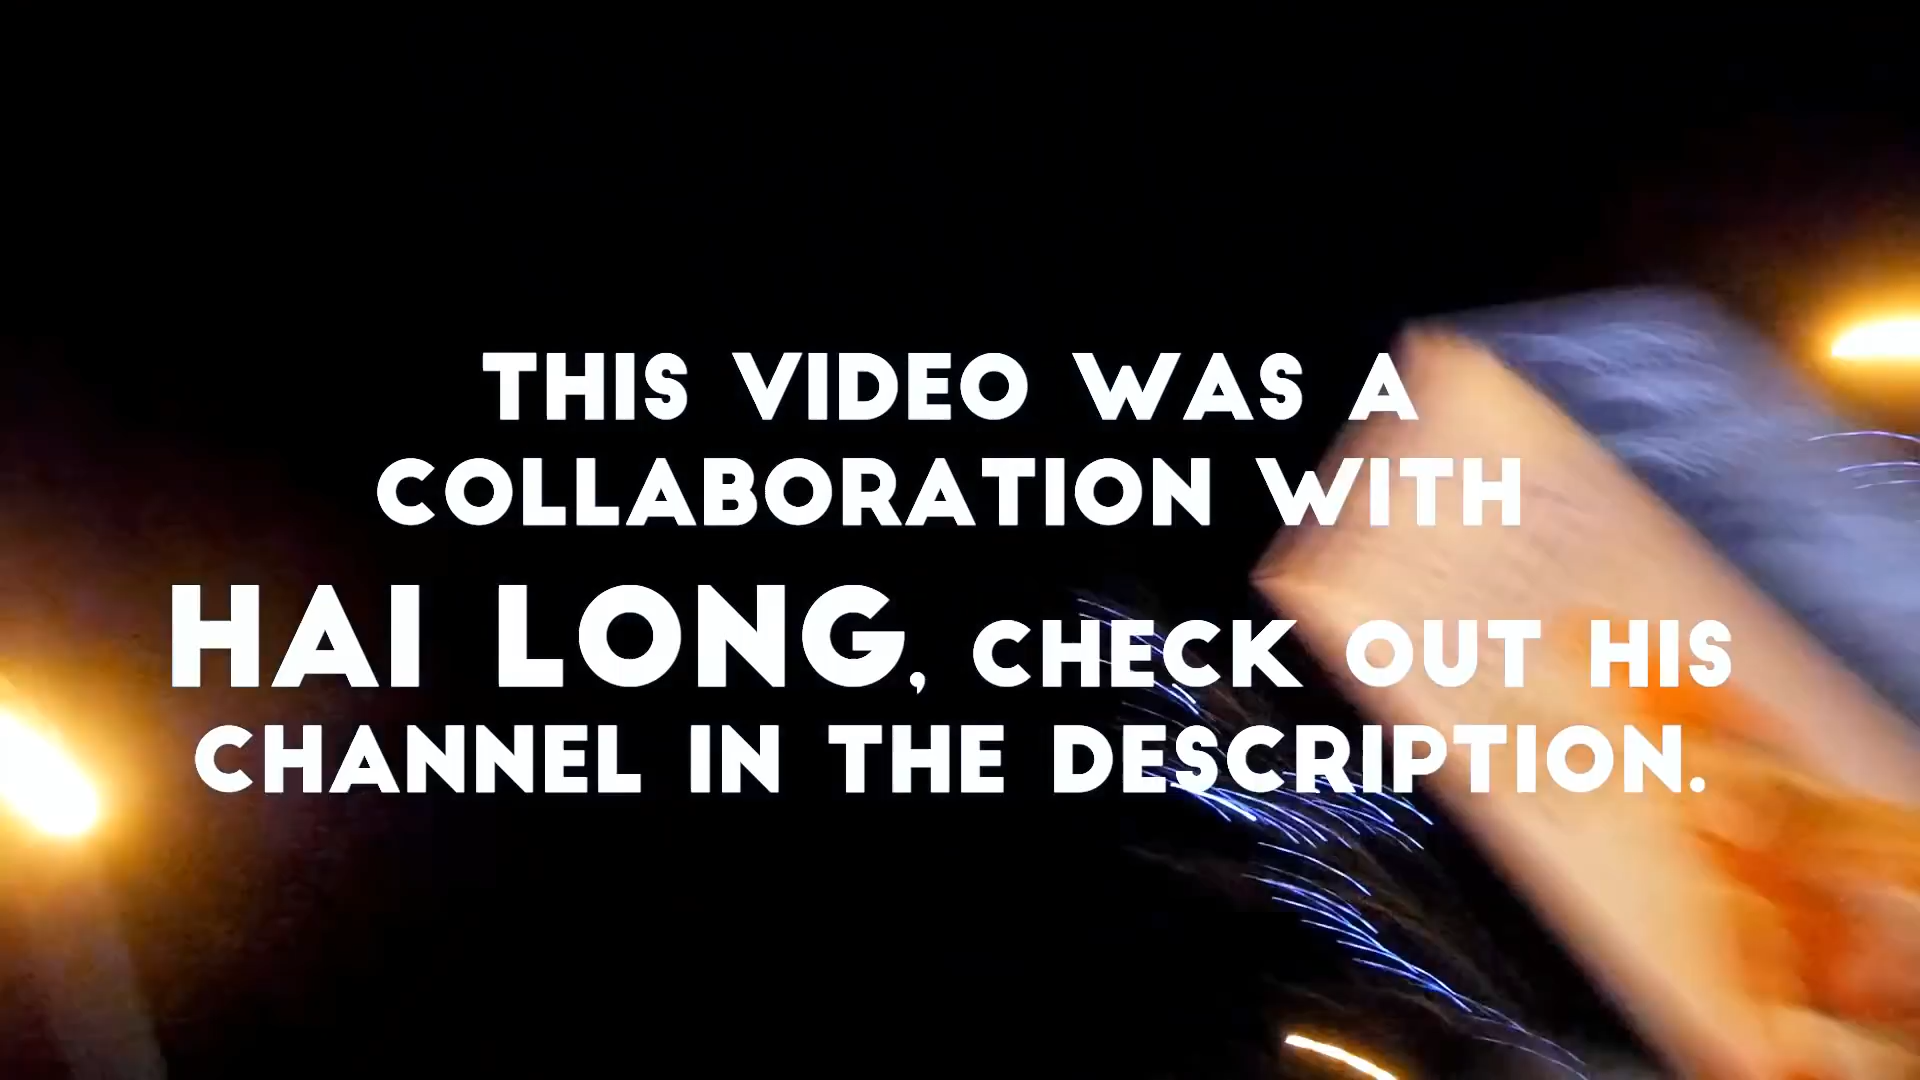 THIS VIDEO WAS A
COLLABORATION WITH
HAI LONG, CHECK OUT HIS
CHANNEL IN THE DESCRIPTION.